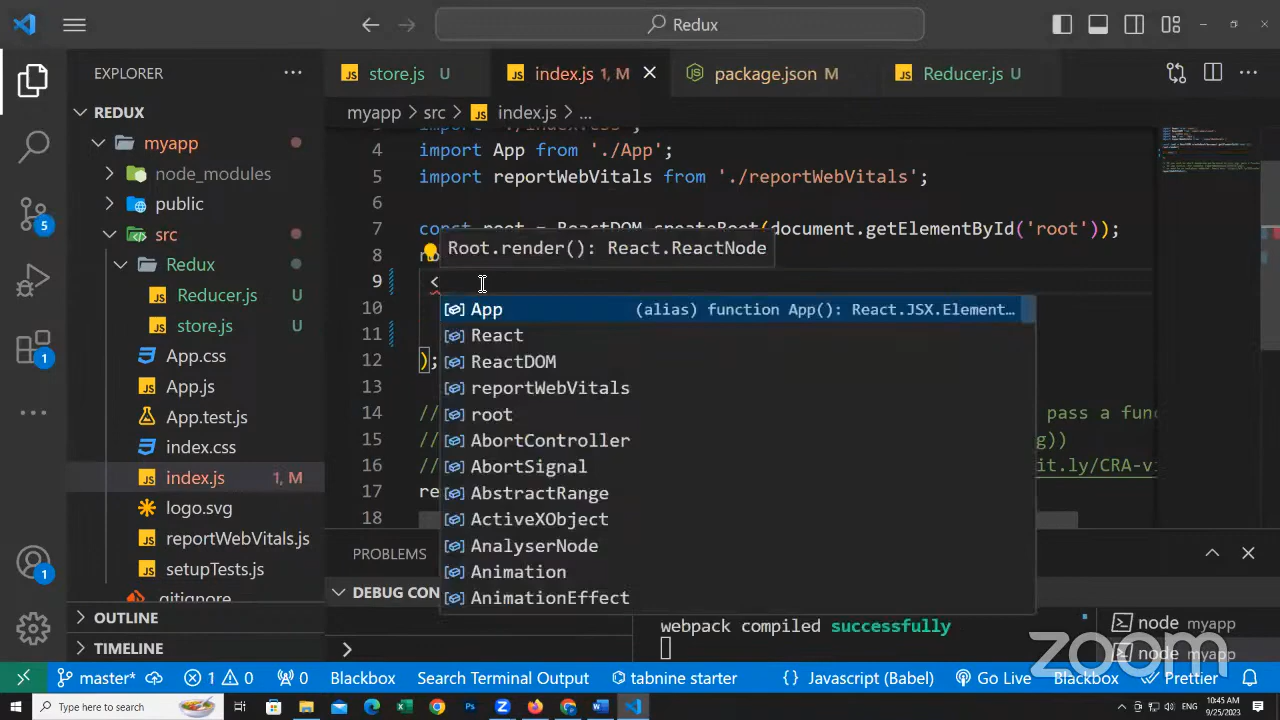 Redux
EXPLORER
store.js U
index.js 1, M
package.json M
Reducer.js U
REDUX
myapp
node_modules
public
src
Redux
Reducer.js U
store.js U
App.css
App.js
App.test.js
index.css
index.js 1, M
logo.svg
reportWebVitals.js
setupTests.js
.gitignore
OUTLINE
TIMELINE
myapp > src > index.js > ...
4 import App from './App';
5 import reportWebVitals from './reportWebVitals';
6
7 const root = ReactDOM.createRoot(document.getElementById('root'));
8
Root.render(): React.ReactNode
9 <
10
11
12 );
13
14 // pass a func
15 // g))
16 // it.ly/CRA-vi
17 re
18
App (alias) function App(): React.JSX.Element…
React
ReactDOM
reportWebVitals
root
AbortController
AbortSignal
AbstractRange
ActiveXObject
AnalyserNode
Animation
AnimationEffect
PROBLEMS
DEBUG CON
webpack compiled successfully
node myapp
node myapp
zoom
5
1
1
master*
1 0
0
Blackbox
Search Terminal Output
tabnine starter
{} Javascript (Babel)
Go Live
Blackbox
Prettier
Type here to search
ENG
10:45 AM
9/25/2023